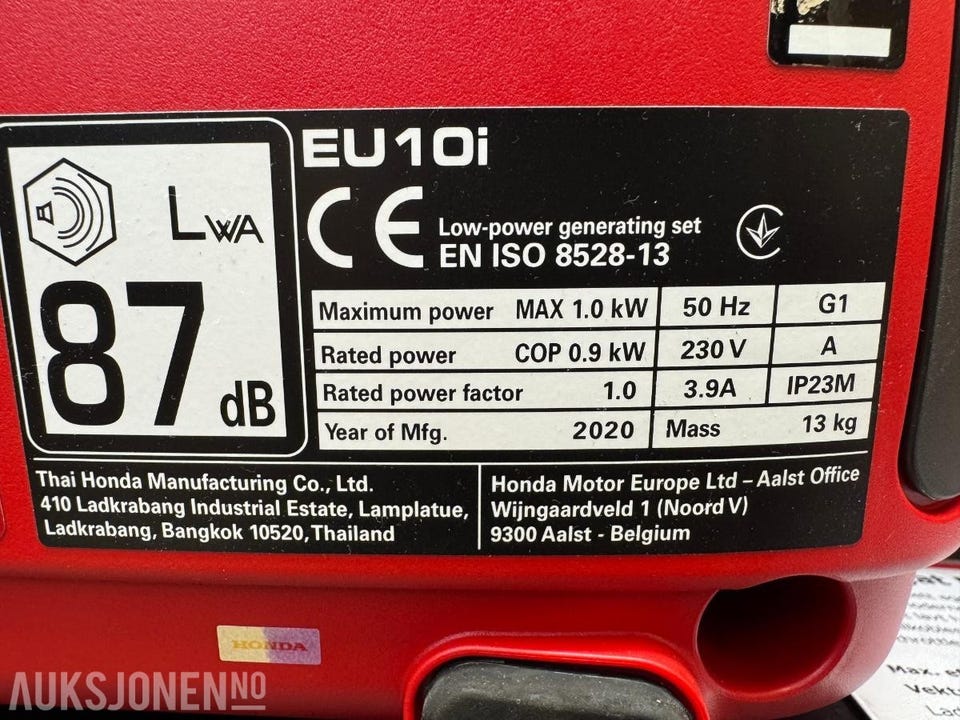 EU10i
LWA
87 dB
CE
Low-power generating set
EN ISO 8528-13
Maximum power MAX 1.0 kW 50 Hz G1
Rated power COP 0.9 kW 230 V A
Rated power factor 1.0 3.9A IP23M
Year of Mfg. 2020 Mass 13 kg
Thai Honda Manufacturing Co., Ltd.
410 Ladkrabang Industrial Estate, Lamplatue,
Ladkrabang, Bangkok 10520, Thailand
Honda Motor Europe Ltd – Aalst Office
Wijngaardveld 1 (Noord V)
9300 Aalst - Belgium
HONDA
Max.
Vekt
AUKSJONEN NO